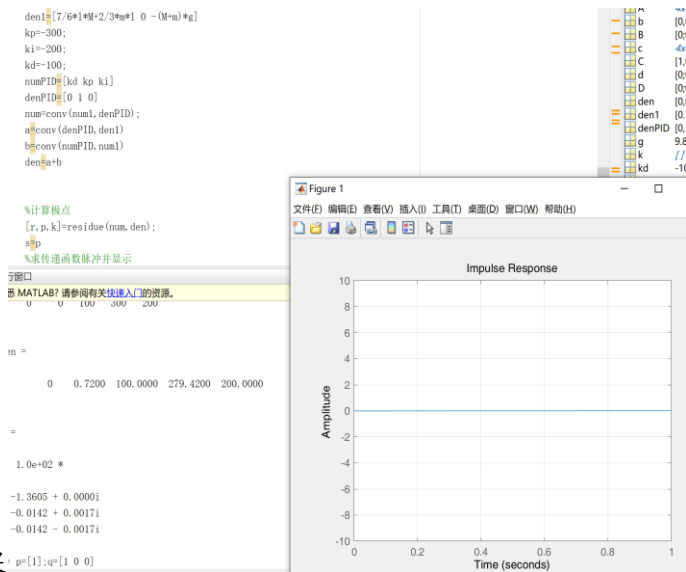 den1=[7/6*1*M+2/3*m*1 0 -(M+m)*g]
kp=-300;
ki=-200;
kd=-100;
numPID=[kd kp ki]
denPID=[0 1 0]
num=conv(num1,denPID);
a=conv(denPID,den1)
b=conv(numPID,num1)
den=a+b
%计算极点
[r,p,k]=residue(num,den);
s=p
%求传递函数脉冲并显示
行窗口
悉 MATLAB? 请参阅有关快速入门的资源。
0 0 100 300 200
en =
0 0.7200 100.0000 279.4200 200.0000
=
1.0e+02 *
-1.3605 + 0.0000i
-0.0142 + 0.0017i
-0.0142 - 0.0017i
p=[1];q=[1 0 0]
A 4x
b [0,
B [0;
c 4x
C [1,
d [0;
D [0;
den [0,
den1 [0.
denPID [0,
g 9.8
k []
kd -10
Figure 1
文件(F) 编辑(E) 查看(V) 插入(I) 工具(T) 桌面(D) 窗口(W) 帮助(H)
Impulse Response
10
8
6
4
2
0
-2
-4
-6
-8
-10
Amplitude
0 0.2 0.4 0.6 0.8 1
Time (seconds)